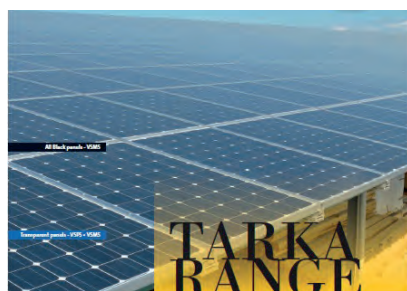 All Black panels - VSMS
Transparent panels - VSPS + VSMS
TARKA
RANGE